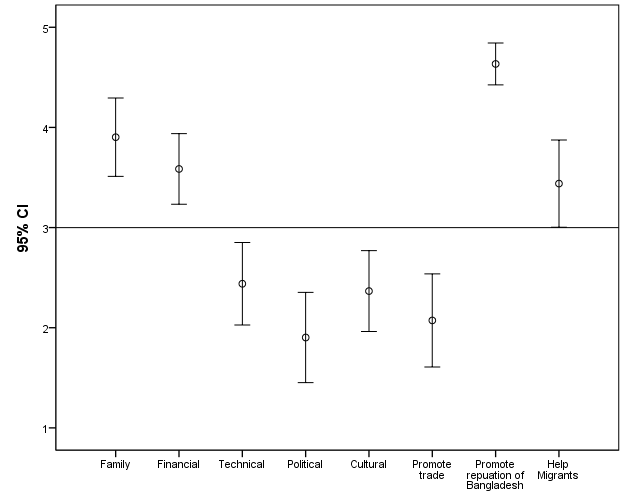 5
4
3
2
1
95% CI
Family
Financial
Technical
Political
Cultural
Promote
trade
Promote
repuation of
Bangladesh
Help
Migrants